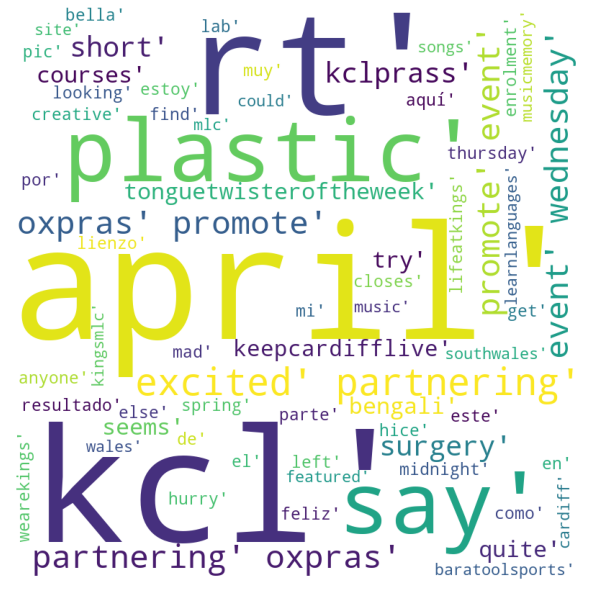 bella'
site'
pic'
short'
courses'
looking'
creative'
estoy'
find'
mlc'
lab'
muy'
could'
rt'
songs'
kclprass'
aquí'
event'
enrolment'
musicmemory'
wednesday'
plastic'
por'
thursday'
tonguetwisteroftheweek'
oxpras' promote'
lienzo'
april'
try'
closes'
lifeatkings'
promote'
learnlanguages'
event'
mi'
music'
get'
kingsmlc'
mad'
keepcardifflive'
southwales'
anyone'
excited' partnering'
resultado'
else'
spring'
parte'
bengali'
este'
seems'
de'
hice'
wearekings'
wales'
el'
left'
featured'
surgery'
midnight'
en
cardiff'
kcl'
hurry'
feliz'
say'
como'
partnering' oxpras'
quite'
baratoolsports'